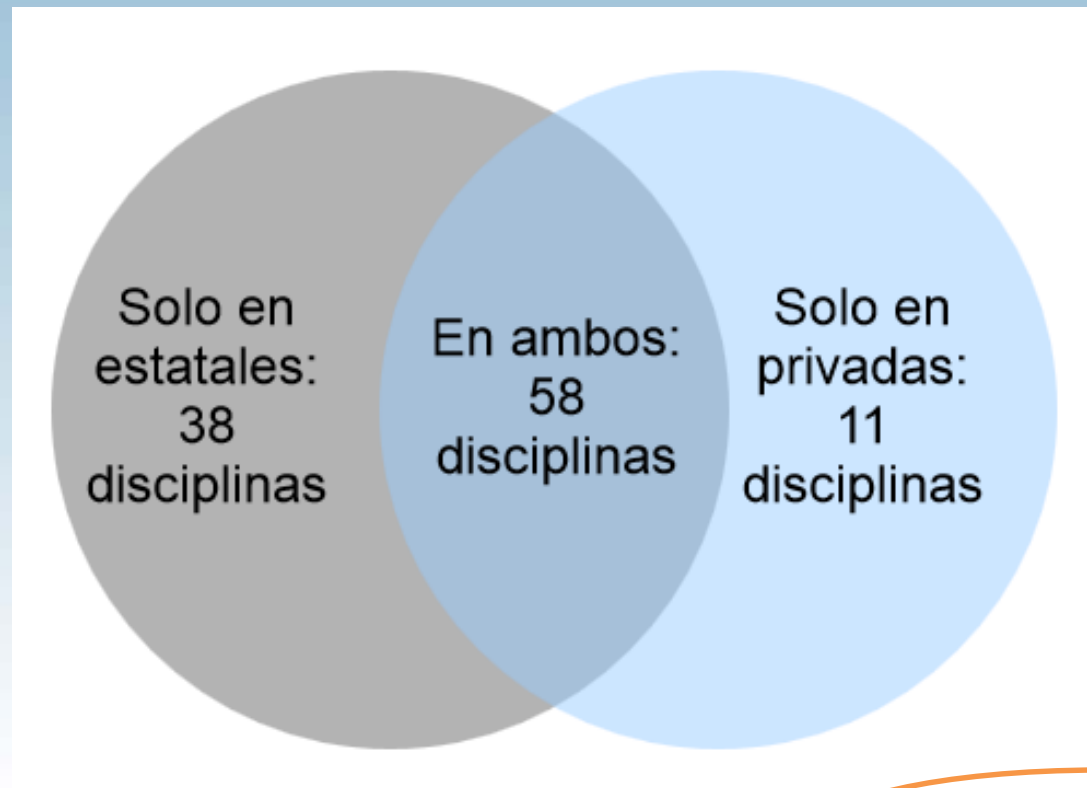 Solo en
estatales:
38
disciplinas
En ambos:
58
disciplinas
Solo en
privadas:
11
disciplinas